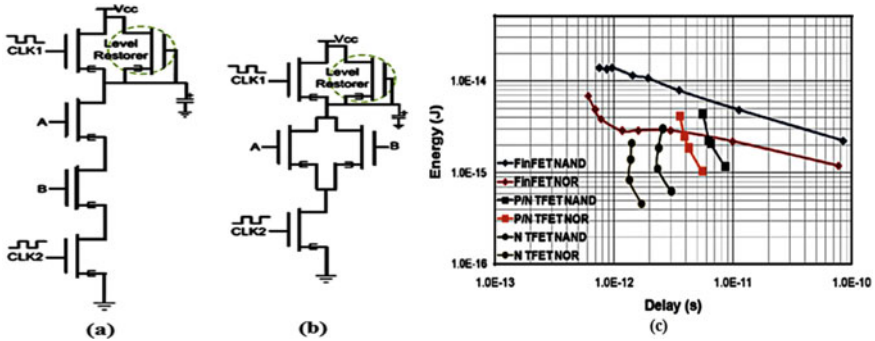 Vcc
CLK1
Level
Restorer
A
B
CLK2
(a)
Vcc
CLK1
Level
Restorer
A
B
CLK2
(b)
Energy (J)
1.0E-14
1.0E-15
1.0E-16
FinFET NAND
FinFET NOR
P/N TFET NAND
P/N TFET NOR
N TFET NAND
N TFET NOR
1.0E-13
1.0E-12
1.0E-11
1.0E-10
Delay (s)
(c)